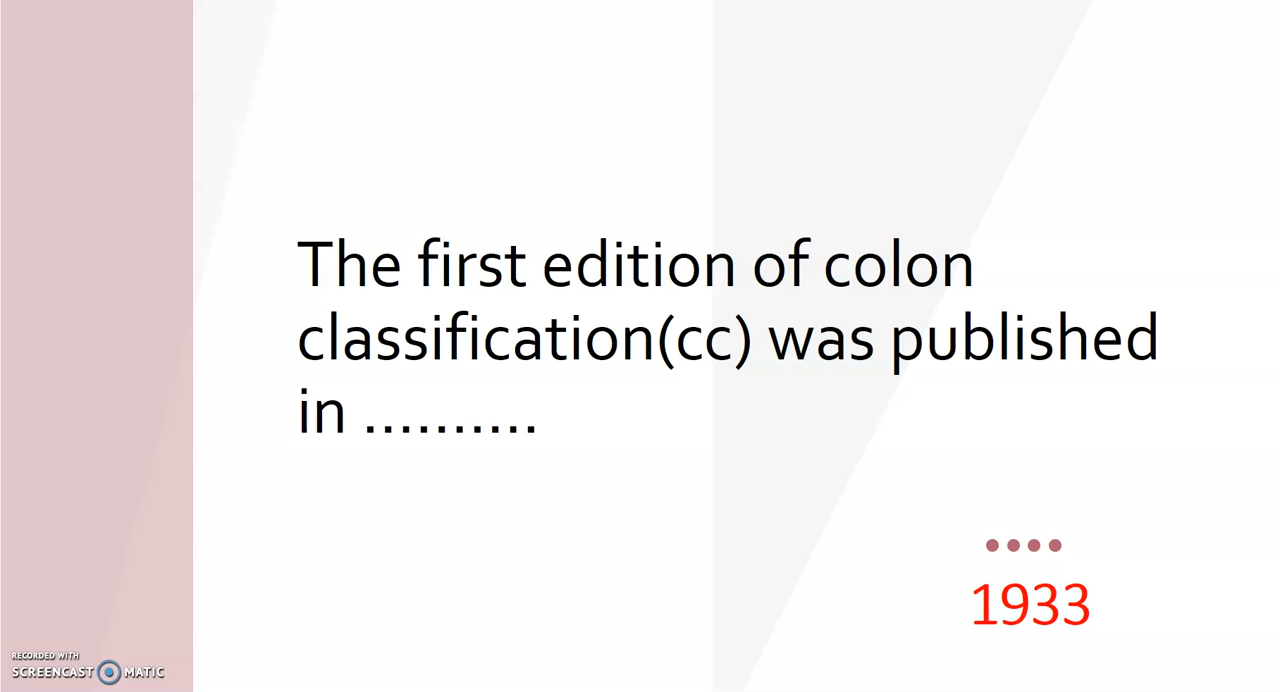 The first edition of colon
classification(cc) was published
in ..........
1933
RECORDED WITH
SCREENCAST MATIC